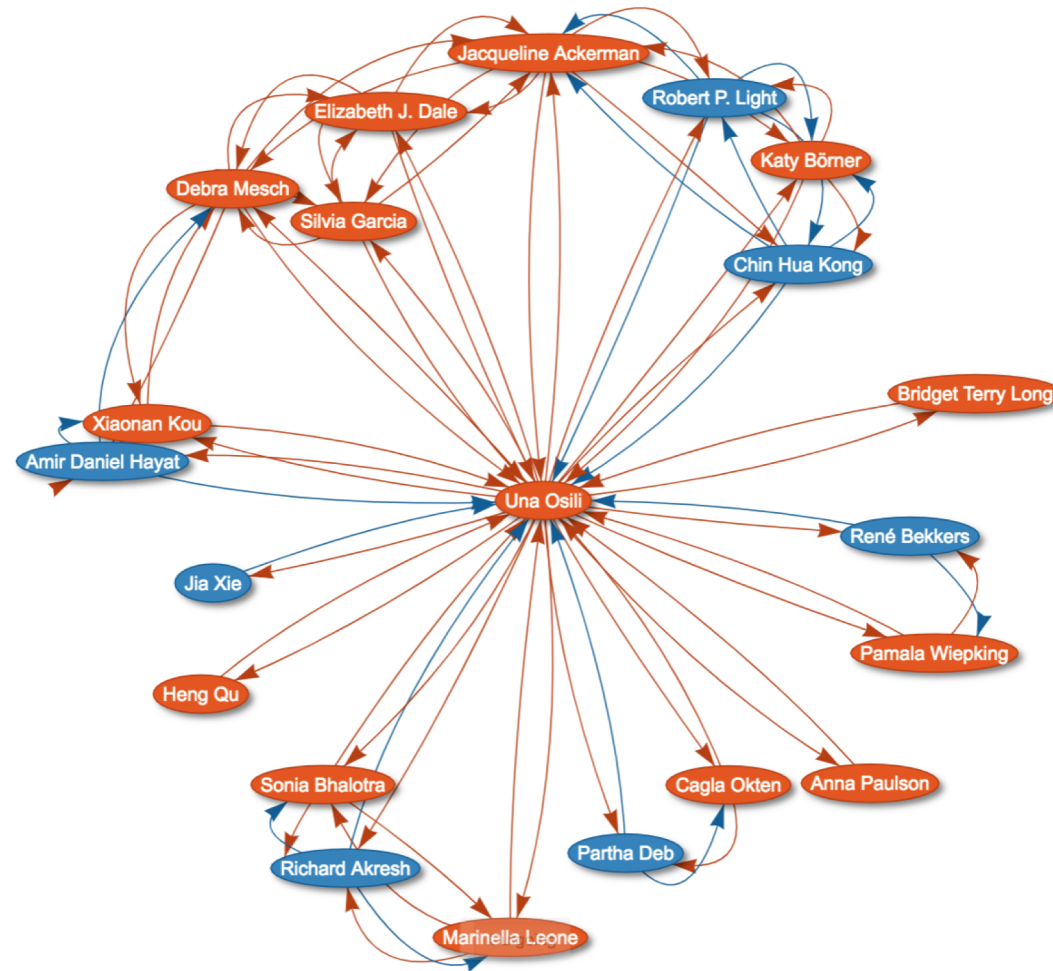 Jacqueline Ackerman
Robert P. Light
Elizabeth J. Dale
Katy Börner
Debra Mesch
Silvia Garcia
Chin Hua Kong
Bridget Terry Long
Xiaonan Kou
Amir Daniel Hayat
Una Osili
René Bekkers
Jia Xie
Pamala Wiepking
Heng Qu
Sonia Bhalotra
Cagla Okten
Anna Paulson
Partha Deb
Richard Akresh
Marinella Leone